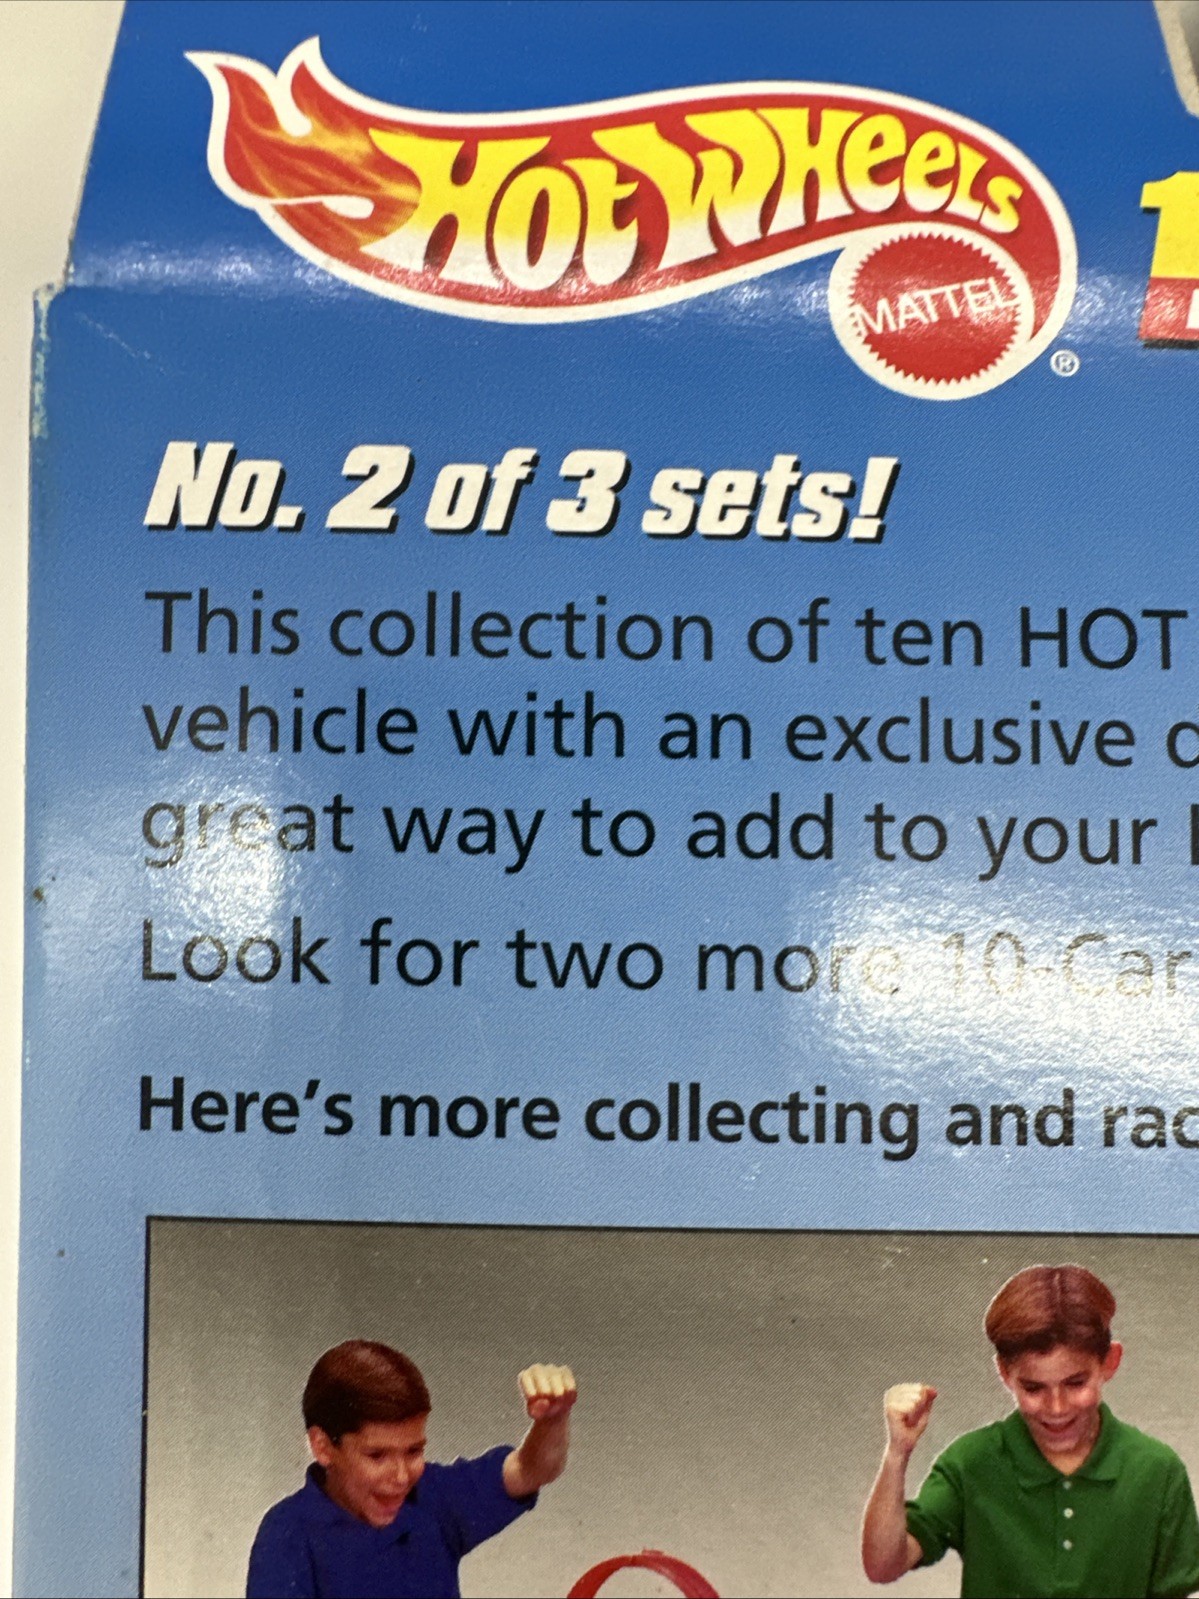 HOT WHEELS
MATTEL
®
1
No. 2 of 3 sets!
This collection of ten HOT
vehicle with an exclusive
great way to add to your
Look for two more 10-Car
Here's more collecting and